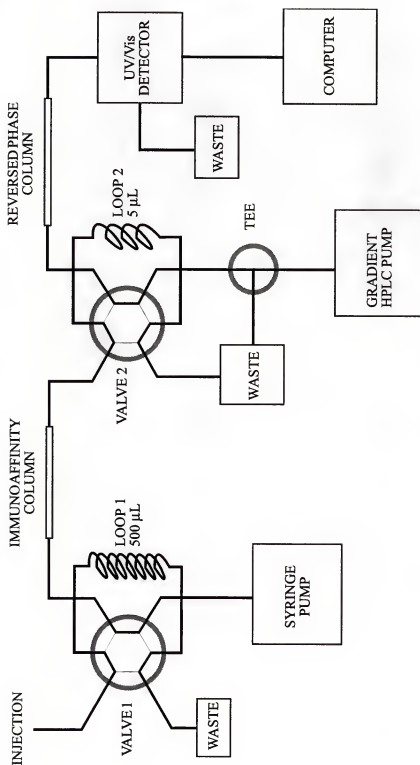 INJECTION
VALVE 1
WASTE
LOOP 1
500 µL
SYRINGE
PUMP
IMMUNOAFFINITY
COLUMN
VALVE 2
WASTE
LOOP 2
5 µL
TEE
GRADIENT
HPLC PUMP
REVERSED PHASE
COLUMN
UV/Vis
DETECTOR
WASTE
COMPUTER